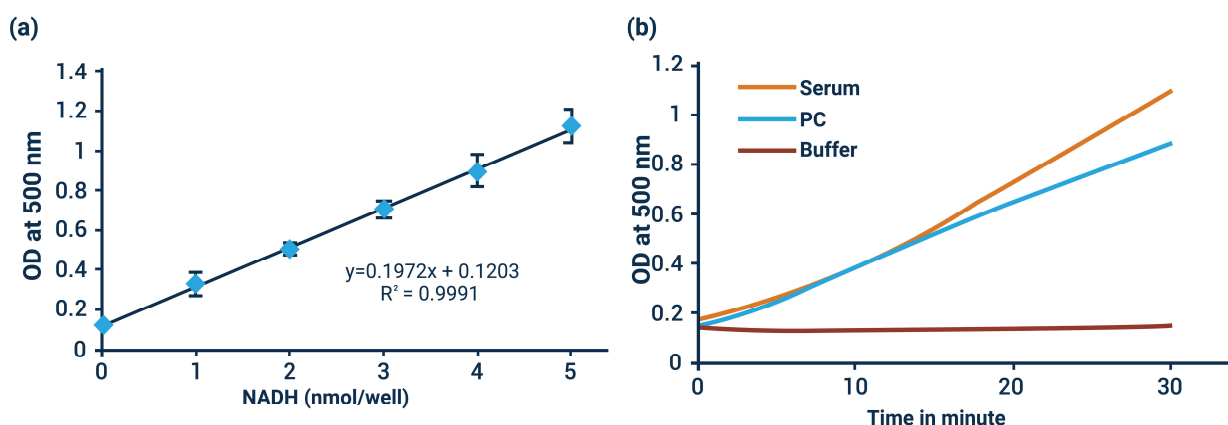 (a)
1.4
1.2
1
0.8
0.6
0.4
0.2
0
OD at 500 nm
y=0.1972x + 0.1203
R² = 0.9991
0 1 2 3 4 5
NADH (nmol/well)
(b)
1.2
1
0.8
0.6
0.4
0.2
0
OD at 500 nm
Serum
PC
Buffer
0 10 20 30
Time in minute